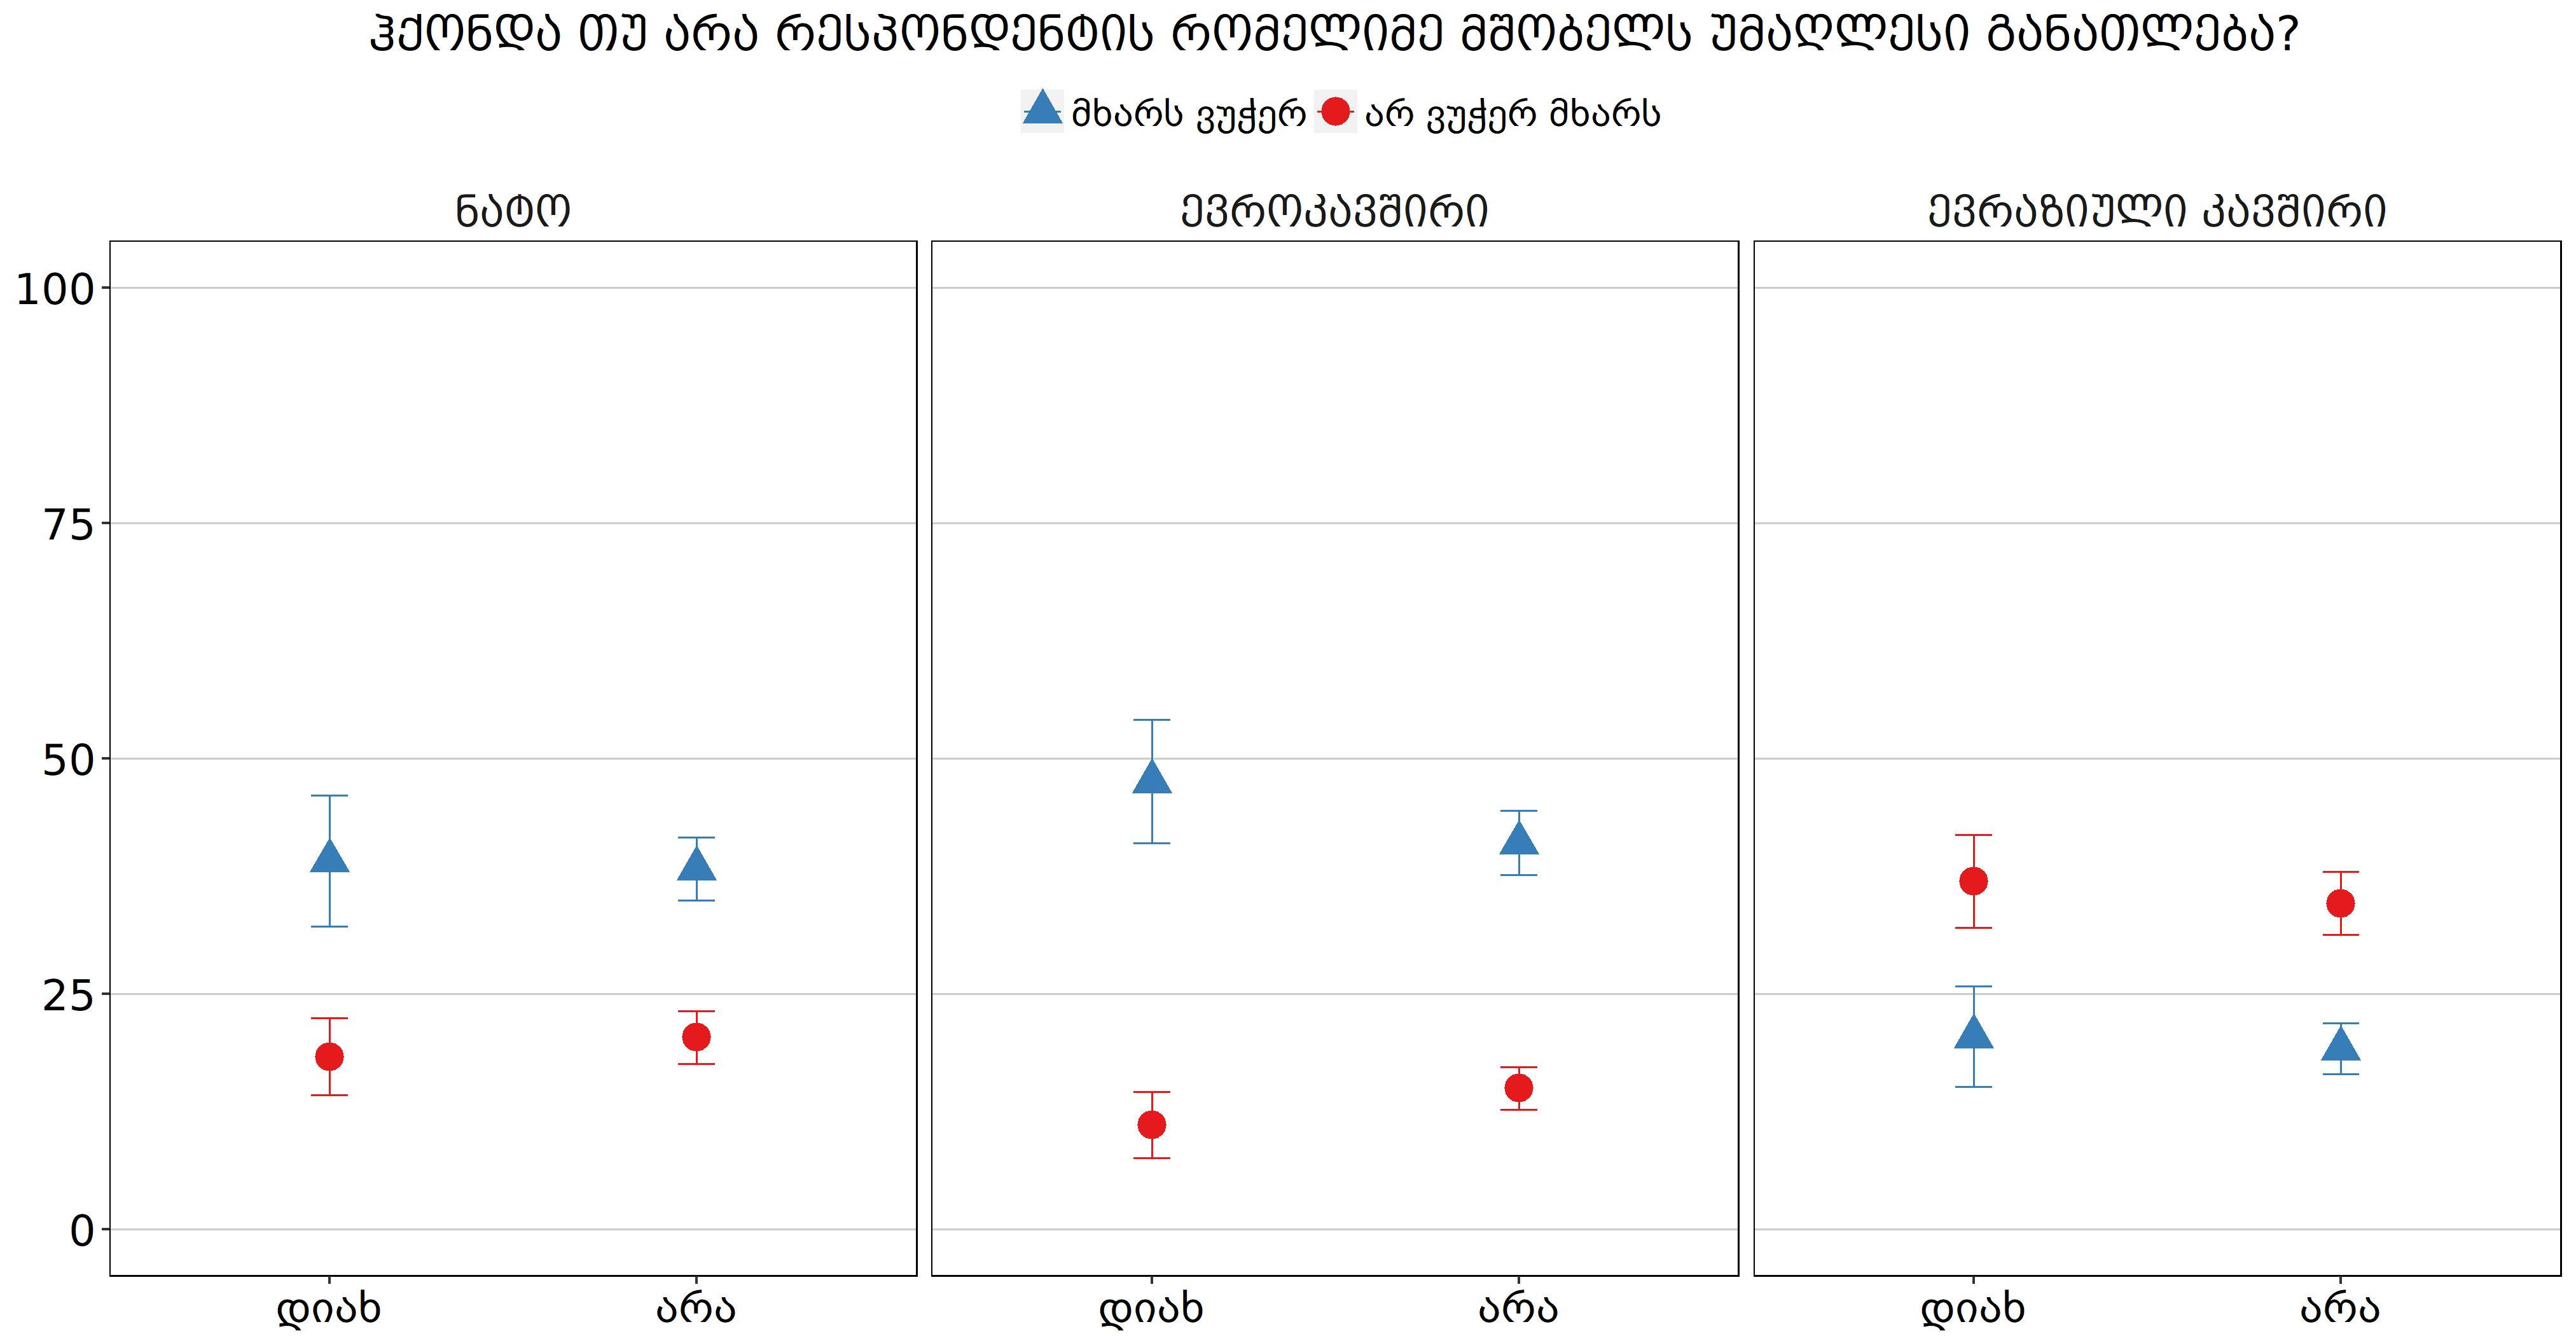 ჰქონდა თუ არა რესპონდენტის რომელიმე მშობელს უმაღლესი განათლება?
მხარს ვუჭერ არ ვუჭერ მხარს
ნატო ევროკავშირი ევრაზიული კავშირი
100
75
50
25
0
დიახ არა დიახ არა დიახ არა